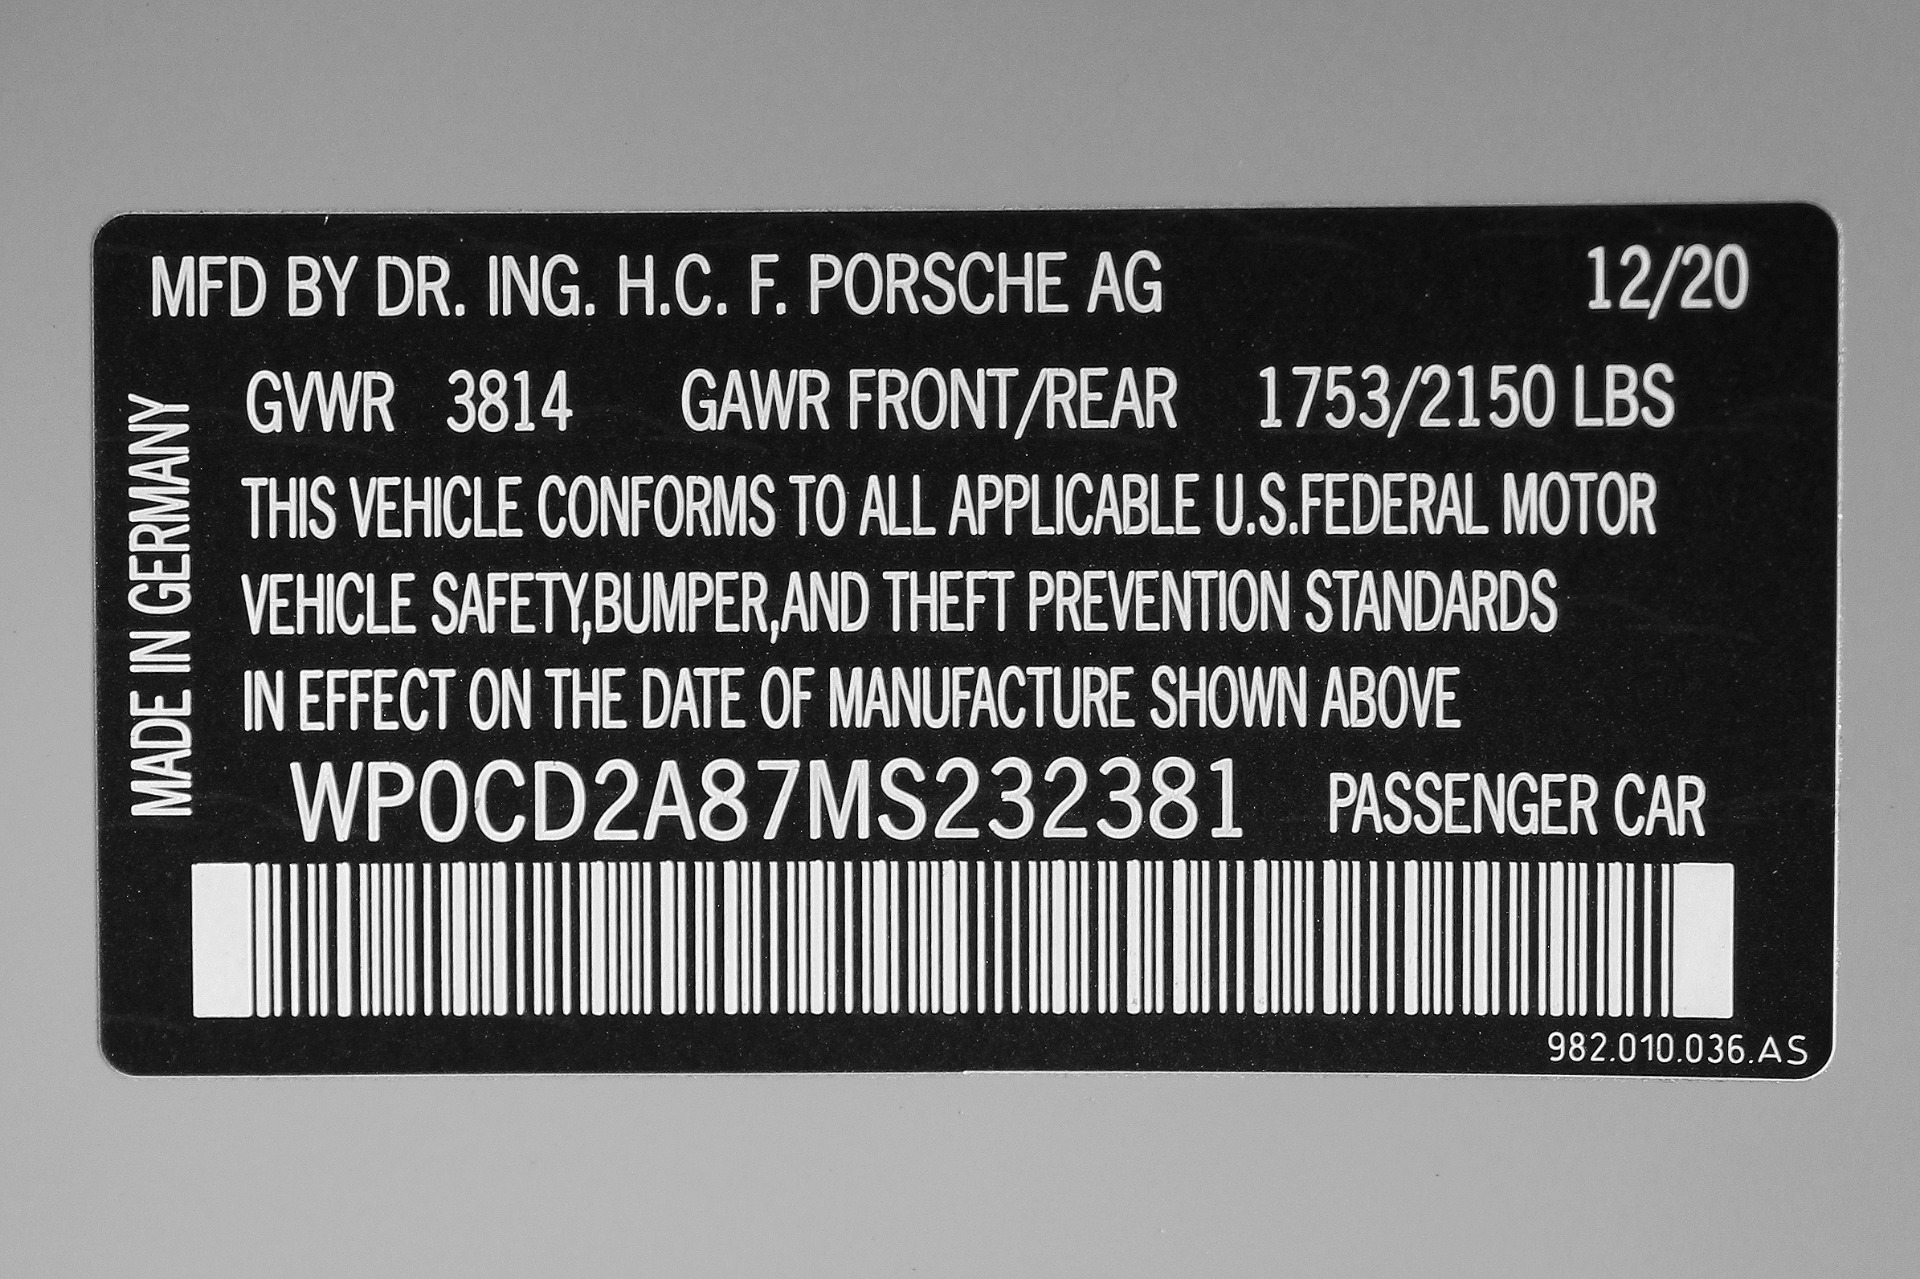 MFD BY DR. ING. H.C. F. PORSCHE AG 12/20
GVWR 3814 GAWR FRONT/REAR 1753/2150 LBS
THIS VEHICLE CONFORMS TO ALL APPLICABLE U.S.FEDERAL MOTOR
VEHICLE SAFETY,BUMPER,AND THEFT PREVENTION STANDARDS
IN EFFECT ON THE DATE OF MANUFACTURE SHOWN ABOVE
WP0CD2A87MS232381 PASSENGER CAR
MADE IN GERMANY
982.010.036.AS